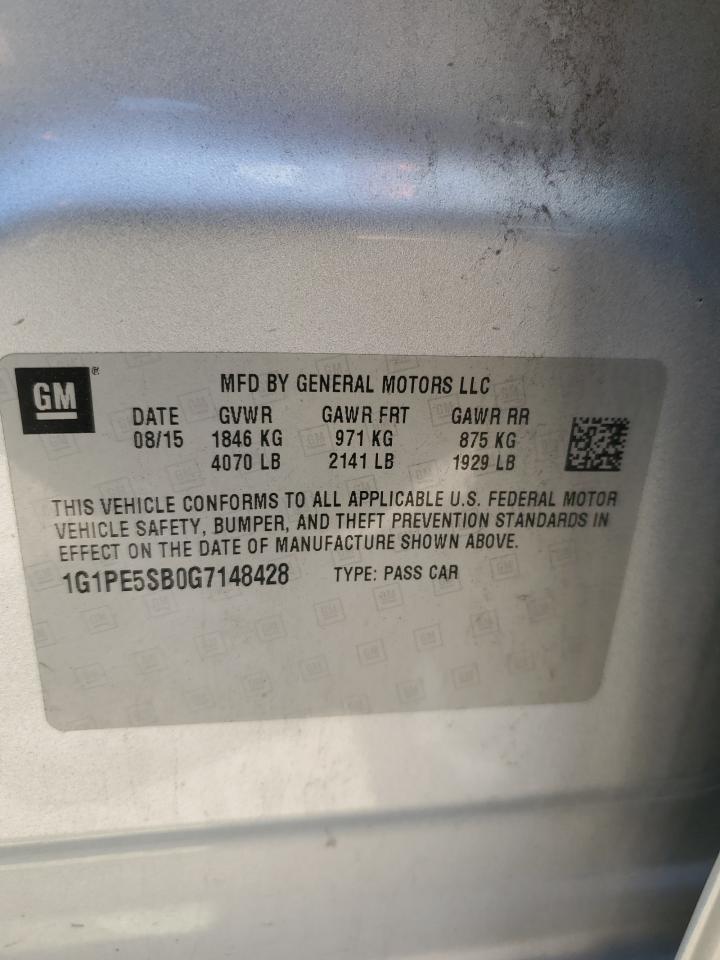 GM ® MFD BY GENERAL MOTORS LLC
DATE GVWR GAWR FRT GAWR RR
08/15 1846 KG 971 KG 875 KG
4070 LB 2141 LB 1929 LB
THIS VEHICLE CONFORMS TO ALL APPLICABLE U.S. FEDERAL MOTOR
VEHICLE SAFETY, BUMPER, AND THEFT PREVENTION STANDARDS IN
EFFECT ON THE DATE OF MANUFACTURE SHOWN ABOVE.
1G1PE5SB0G7148428 TYPE: PASS CAR